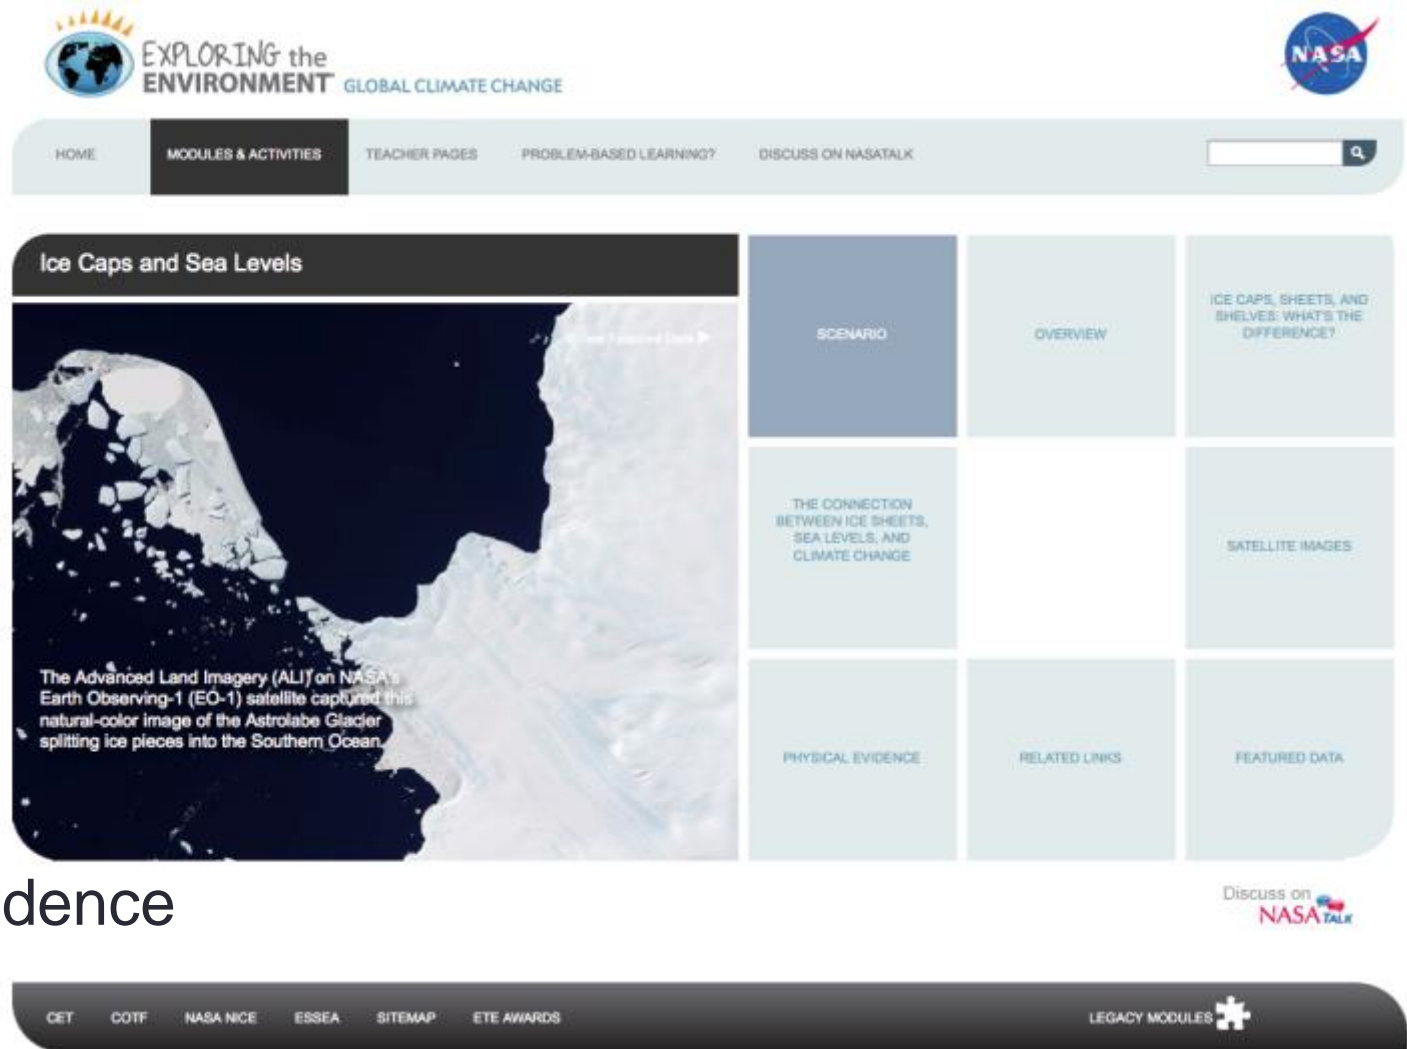 EXPLORING the
ENVIRONMENT GLOBAL CLIMATE CHANGE
NASA
HOME
MODULES & ACTIVITIES
TEACHER PAGES
PROBLEM-BASED LEARNING?
DISCUSS ON NASATALK
Ice Caps and Sea Levels
Featured Data ►
The Advanced Land Imagery (ALI) on NASA's
Earth Observing-1 (EO-1) satellite captured this
natural-color image of the Astrolabe Glacier
splitting ice pieces into the Southern Ocean.
SCENARIO
OVERVIEW
ICE CAPS, SHEETS, AND
SHELVES: WHAT'S THE
DIFFERENCE?
THE CONNECTION
BETWEEN ICE SHEETS,
SEA LEVELS, AND
CLIMATE CHANGE
SATELLITE IMAGES
PHYSICAL EVIDENCE
RELATED LINKS
FEATURED DATA
dence
Discuss on
NASA TALK
CET
COTF
NASA NICE
ESSEA
SITEMAP
ETE AWARDS
LEGACY MODULES